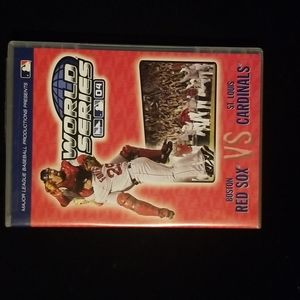 MAJOR LEAGUE BASEBALL PRODUCTIONS PRESENTS
WORLD
SERIES
04
BOSTON
RED SOX
VS
ST. LOUIS
CARDINALS